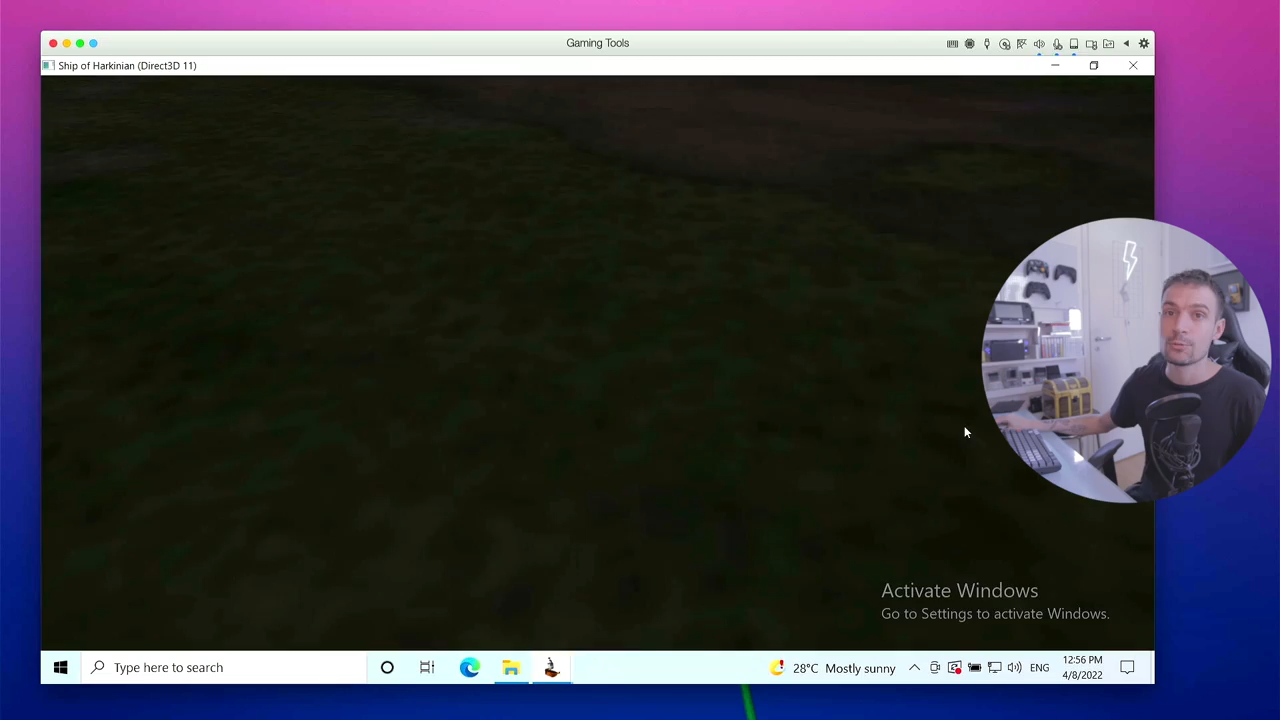 Gaming Tools
Ship of Harkinian (Direct3D 11)
Activate Windows
Go to Settings to activate Windows.
Type here to search
28°C Mostly sunny
ENG
12:56 PM
4/8/2022